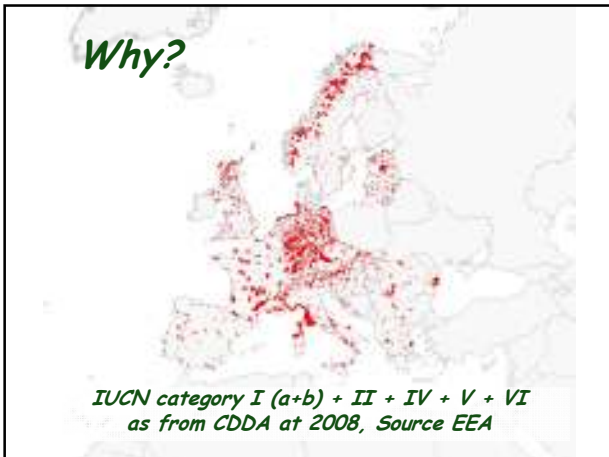 Why?
IUCN category I (a+b) + II + IV + V + VI
as from CDDA at 2008, Source EEA